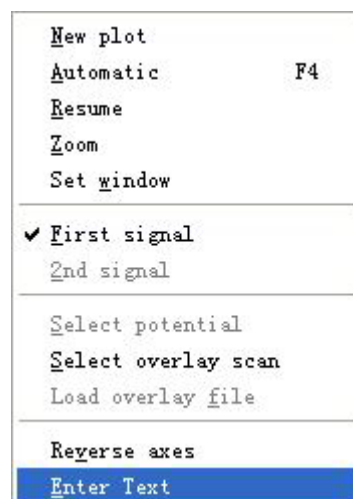 New plot
Automatic F4
Resume
Zoom
Set window
✔ First signal
2nd signal
Select potential
Select overlay scan
Load overlay file
Reverse axes
Enter Text